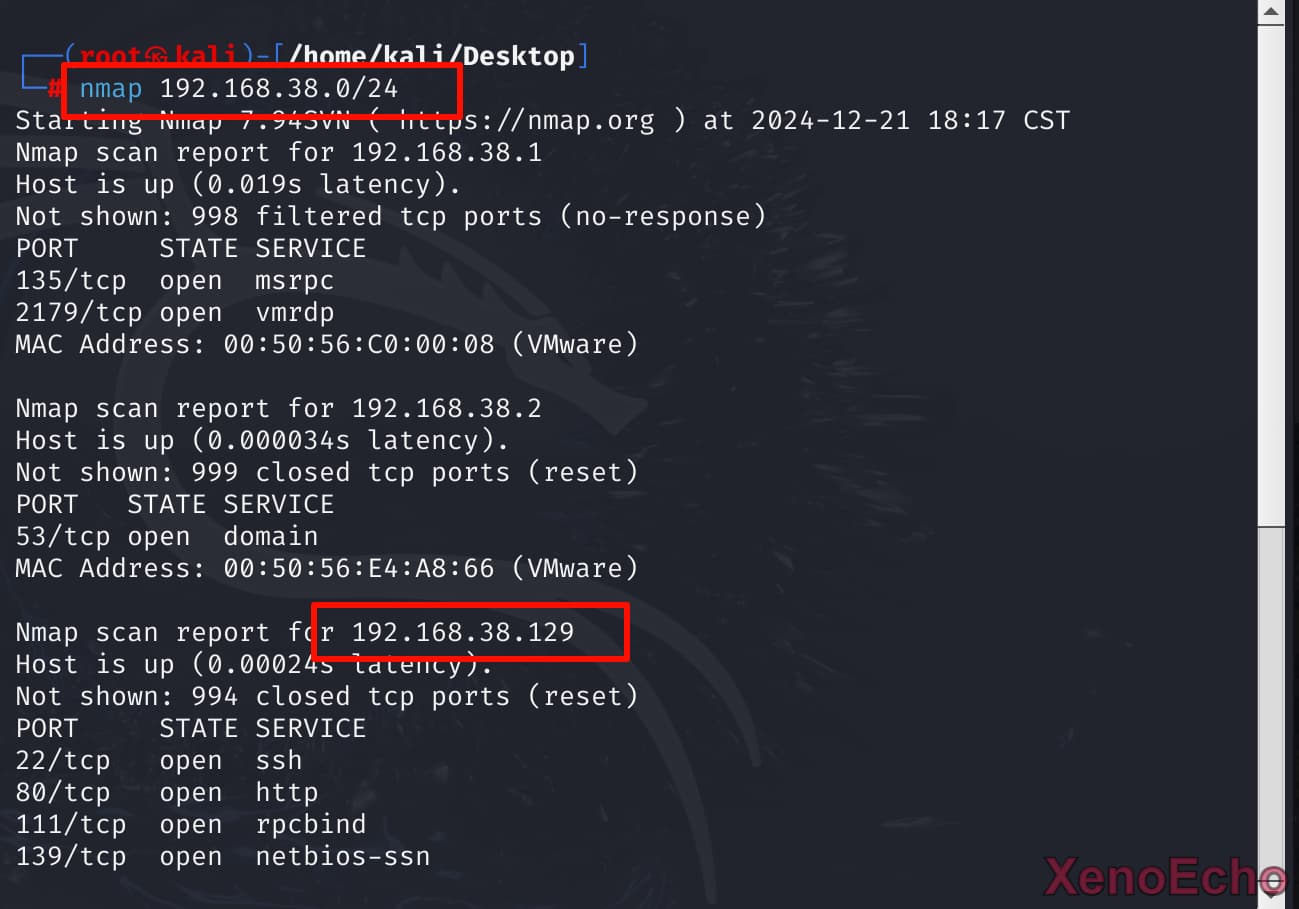 ┌──(root㉿kali)-[/home/kali/Desktop]
└─# nmap 192.168.38.0/24
Starting Nmap 7.94SVN ( https://nmap.org ) at 2024-12-21 18:17 CST
Nmap scan report for 192.168.38.1
Host is up (0.019s latency).
Not shown: 998 filtered tcp ports (no-response)
PORT     STATE SERVICE
135/tcp  open  msrpc
2179/tcp open  vmrdp
MAC Address: 00:50:56:C0:00:08 (VMware)

Nmap scan report for 192.168.38.2
Host is up (0.000034s latency).
Not shown: 999 closed tcp ports (reset)
PORT   STATE SERVICE
53/tcp open  domain
MAC Address: 00:50:56:E4:A8:66 (VMware)

Nmap scan report for 192.168.38.129
Host is up (0.00024s latency).
Not shown: 994 closed tcp ports (reset)
PORT     STATE SERVICE
22/tcp   open  ssh
80/tcp   open  http
111/tcp  open  rpcbind
139/tcp  open  netbios-ssn
XenoEcho